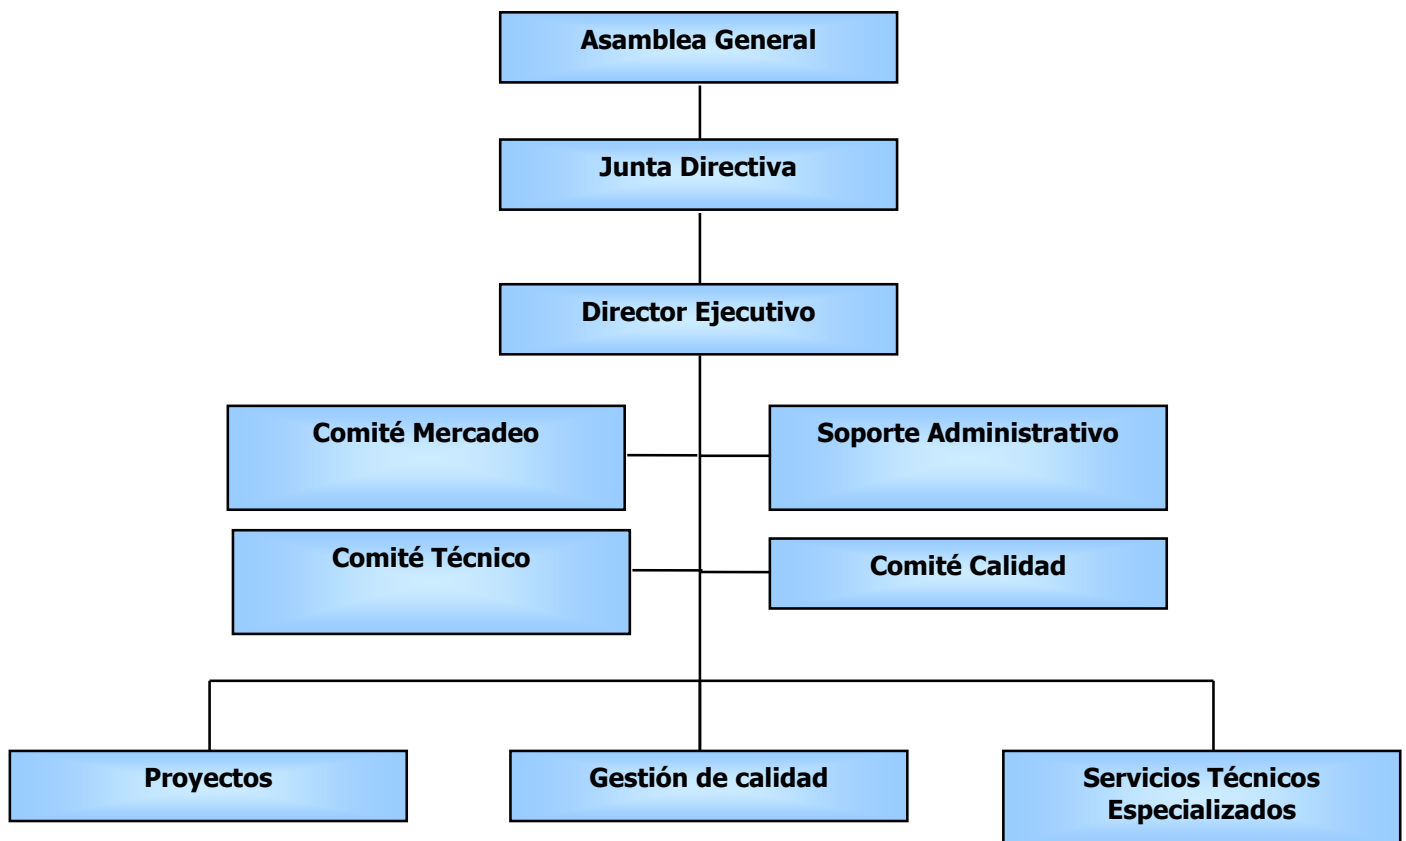 Asamblea General
Junta Directiva
Director Ejecutivo
Comité Mercadeo
Soporte Administrativo
Comité Técnico
Comité Calidad
Proyectos
Gestión de calidad
Servicios Técnicos
Especializados